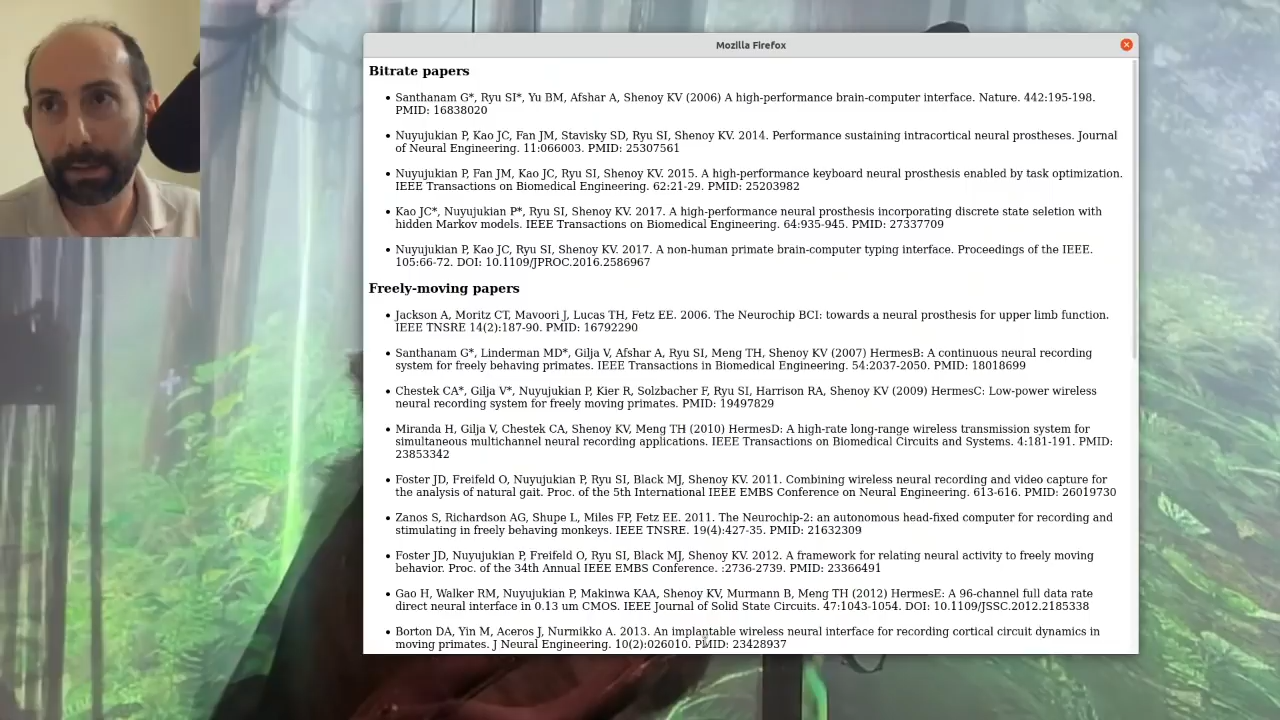 Mozilla Firefox
Bitrate papers
• Santhanam G*, Ryu SI*, Yu BM, Afshar A, Shenoy KV (2006) A high-performance brain-computer interface. Nature. 442:195-198.
PMID: 16838020
• Nuyujukian P, Kao JC, Fan JM, Stavisky SD, Ryu SI, Shenoy KV. 2014. Performance sustaining intracortical neural prostheses. Journal
of Neural Engineering. 11:066003. PMID: 25307561
• Nuyujukian P, Fan JM, Kao JC, Ryu SI, Shenoy KV. 2015. A high-performance keyboard neural prosthesis enabled by task optimization.
IEEE Transactions on Biomedical Engineering. 62:21-29. PMID: 25203982
• Kao JC*, Nuyujukian P*, Ryu SI, Shenoy KV. 2017. A high-performance neural prosthesis incorporating discrete state seletion with
hidden Markov models. IEEE Transactions on Biomedical Engineering. 64:935-945. PMID: 27337709
• Nuyujukian P, Kao JC, Ryu SI, Shenoy KV. 2017. A non-human primate brain-computer typing interface. Proceedings of the IEEE.
105:66-72. DOI: 10.1109/JPROC.2016.2586967
Freely-moving papers
• Jackson A, Moritz CT, Mavoori J, Lucas TH, Fetz EE. 2006. The Neurochip BCI: towards a neural prosthesis for upper limb function.
IEEE TNSRE 14(2):187-90. PMID: 16792290
• Santhanam G*, Linderman MD*, Gilja V, Afshar A, Ryu SI, Meng TH, Shenoy KV (2007) HermesB: A continuous neural recording
system for freely behaving primates. IEEE Transactions in Biomedical Engineering. 54:2037-2050. PMID: 18018699
• Chestek CA*, Gilja V*, Nuyujukian P, Kier R, Solzbacher F, Ryu SI, Harrison RA, Shenoy KV (2009) HermesC: Low-power wireless
neural recording system for freely moving primates. PMID: 19497829
• Miranda H, Gilja V, Chestek CA, Shenoy KV, Meng TH (2010) HermesD: A high-rate long-range wireless transmission system for
simultaneous multichannel neural recording applications. IEEE Transactions on Biomedical Circuits and Systems. 4:181-191. PMID:
23853342
• Foster JD, Freifeld O, Nuyujukian P, Ryu SI, Black MJ, Shenoy KV. 2011. Combining wireless neural recording and video capture for
the analysis of natural gait. Proc. of the 5th International IEEE EMBS Conference on Neural Engineering. 613-616. PMID: 26019730
• Zanos S, Richardson AG, Shupe L, Miles FP, Fetz EE. 2011. The Neurochip-2: an autonomous head-fixed computer for recording and
stimulating in freely behaving monkeys. IEEE TNSRE. 19(4):427-35. PMID: 21632309
• Foster JD, Nuyujukian P, Freifeld O, Ryu SI, Black MJ, Shenoy KV. 2012. A framework for relating neural activity to freely moving
behavior. Proc. of the 34th Annual IEEE EMBS Conference. :2736-2739. PMID: 23366491
• Gao H, Walker RM, Nuyujukian P, Makinwa KAA, Shenoy KV, Murmann B, Meng TH (2012) HermesE: A 96-channel full data rate
direct neural interface in 0.13 um CMOS. IEEE Journal of Solid State Circuits. 47:1043-1054. DOI: 10.1109/JSSC.2012.2185338
• Borton DA, Yin M, Aceros J, Nurmikko A. 2013. An implantable wireless neural interface for recording cortical circuit dynamics in
moving primates. J Neural Engineering. 10(2):026010. PMID: 23428937